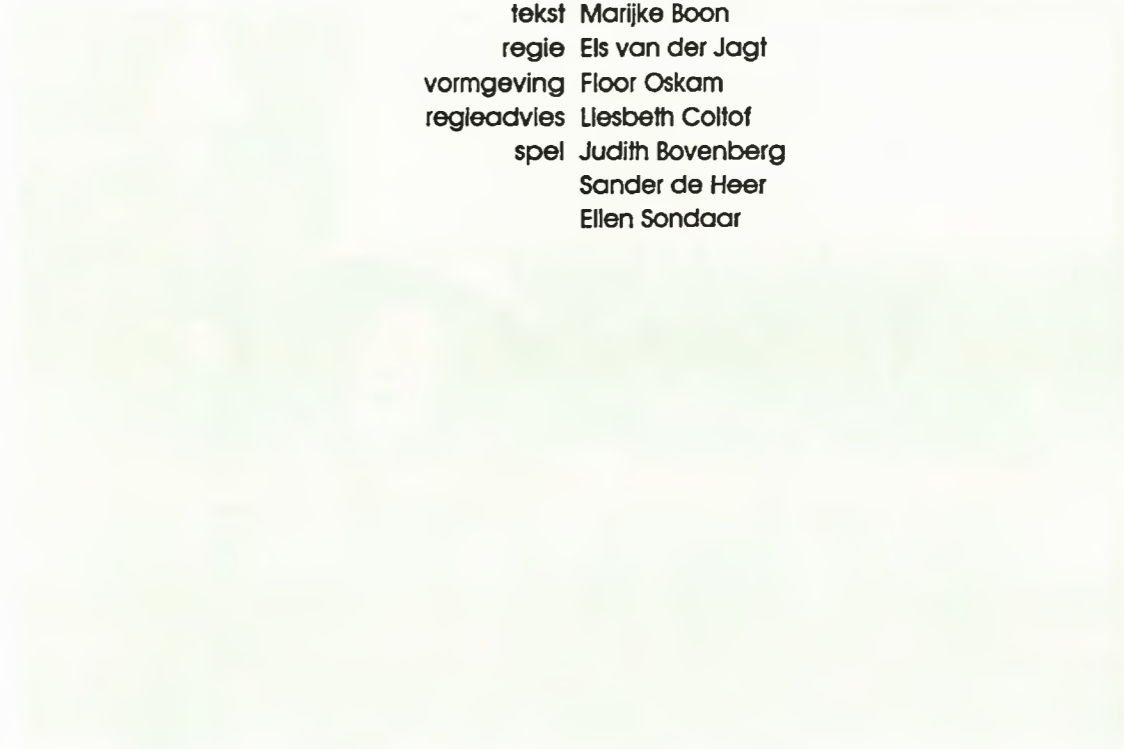 tekst Marijke Boon
regie Els van der Jagt
vormgeving Floor Oskam
regieadvies Liesbeth Coltof
spel Judith Bovenberg
Sander de Heer
Ellen Sondaar